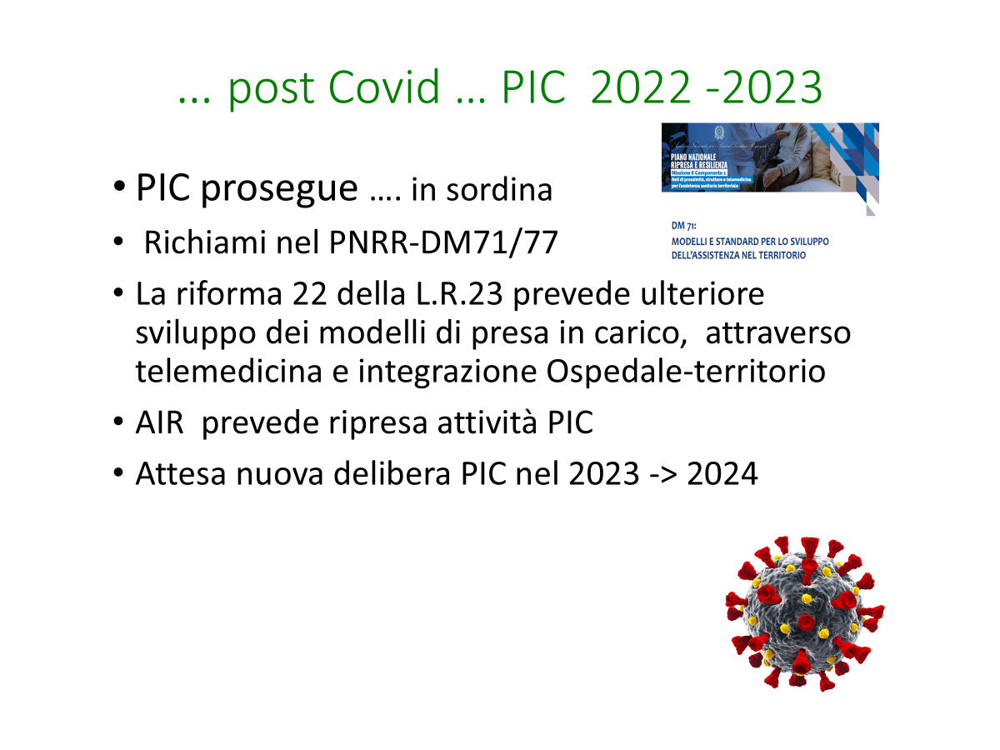 ... post Covid ... PIC  2022 -2023
PIANO NAZIONALE
RIPRESA E RESILIENZA
Missione 6 Componente 1
Reti di prossimità, strutture e telemedicina
per l'assistenza sanitaria territoriale
DM 71:
MODELLI E STANDARD PER LO SVILUPPO
DELL'ASSISTENZA NEL TERRITORIO
• PIC prosegue .... in sordina
•  Richiami nel PNRR-DM71/77
• La riforma 22 della L.R.23 prevede ulteriore
sviluppo dei modelli di presa in carico,  attraverso
telemedicina e integrazione Ospedale-territorio
• AIR  prevede ripresa attività PIC
• Attesa nuova delibera PIC nel 2023 -> 2024